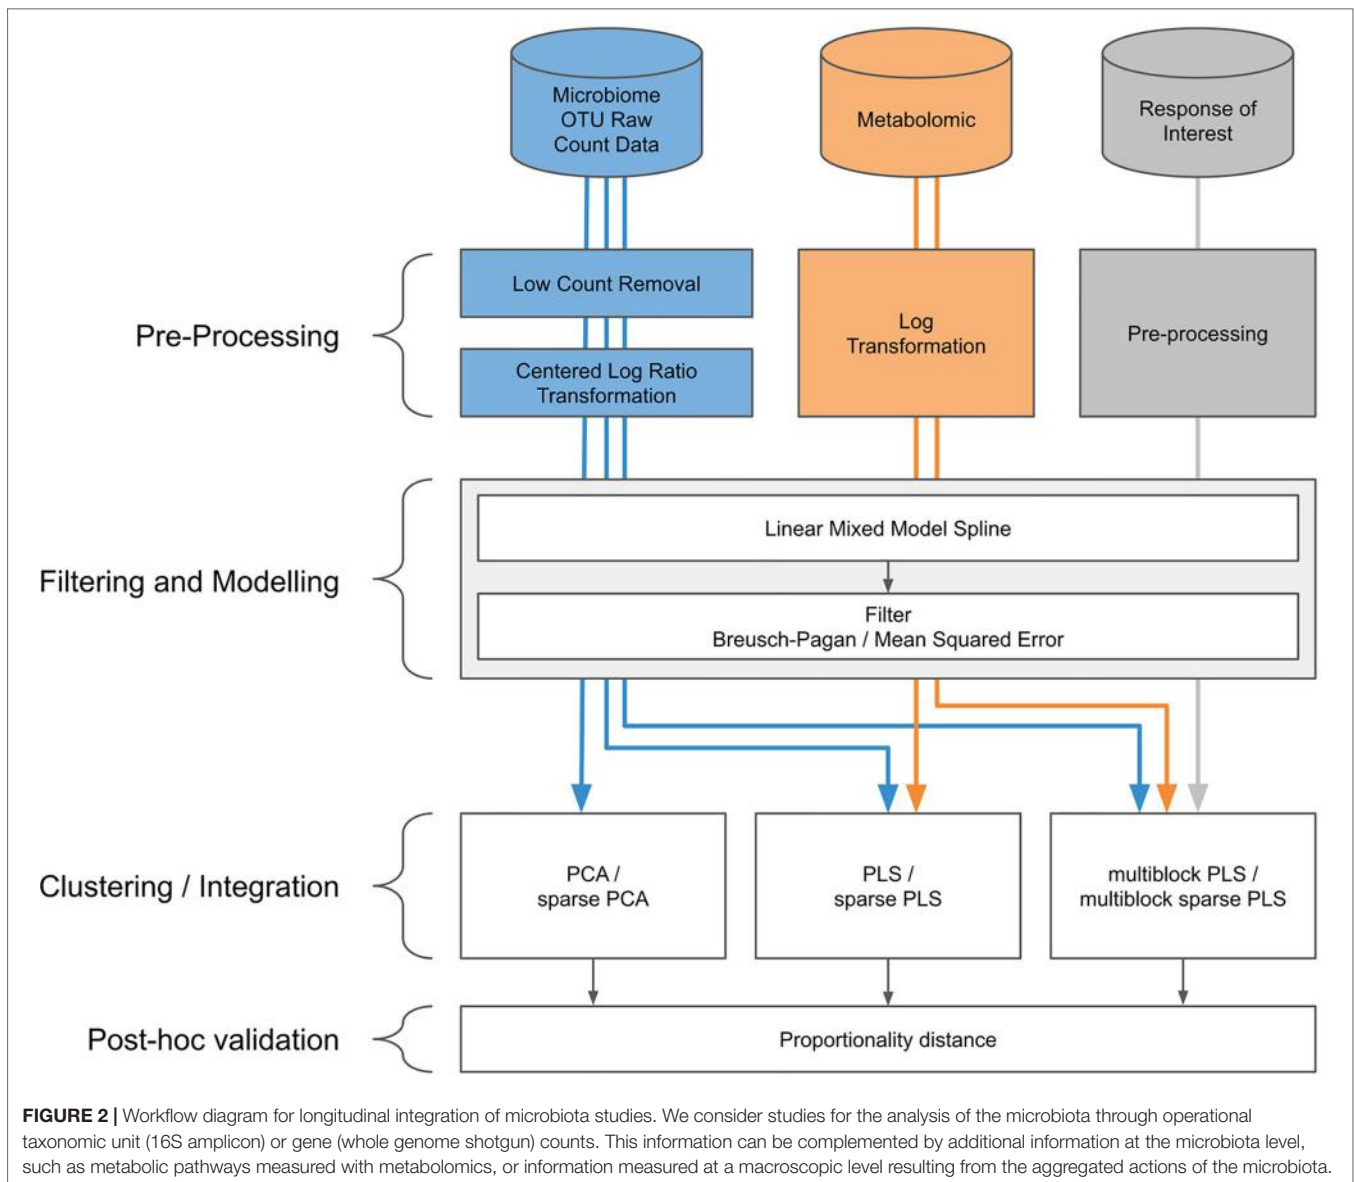 Microbiome
OTU Raw
Count Data
Metabolomic
Response of
Interest
Pre-Processing
Low Count Removal
Centered Log Ratio
Transformation
Log
Transformation
Pre-processing
Filtering and Modelling
Linear Mixed Model Spline
Filter
Breusch-Pagan / Mean Squared Error
Clustering / Integration
PCA /
sparse PCA
PLS /
sparse PLS
multiblock PLS /
multiblock sparse PLS
Post-hoc validation
Proportionality distance
FIGURE 2 | Workflow diagram for longitudinal integration of microbiota studies. We consider studies for the analysis of the microbiota through operational
taxonomic unit (16S amplicon) or gene (whole genome shotgun) counts. This information can be complemented by additional information at the microbiota level,
such as metabolic pathways measured with metabolomics, or information measured at a macroscopic level resulting from the aggregated actions of the microbiota.